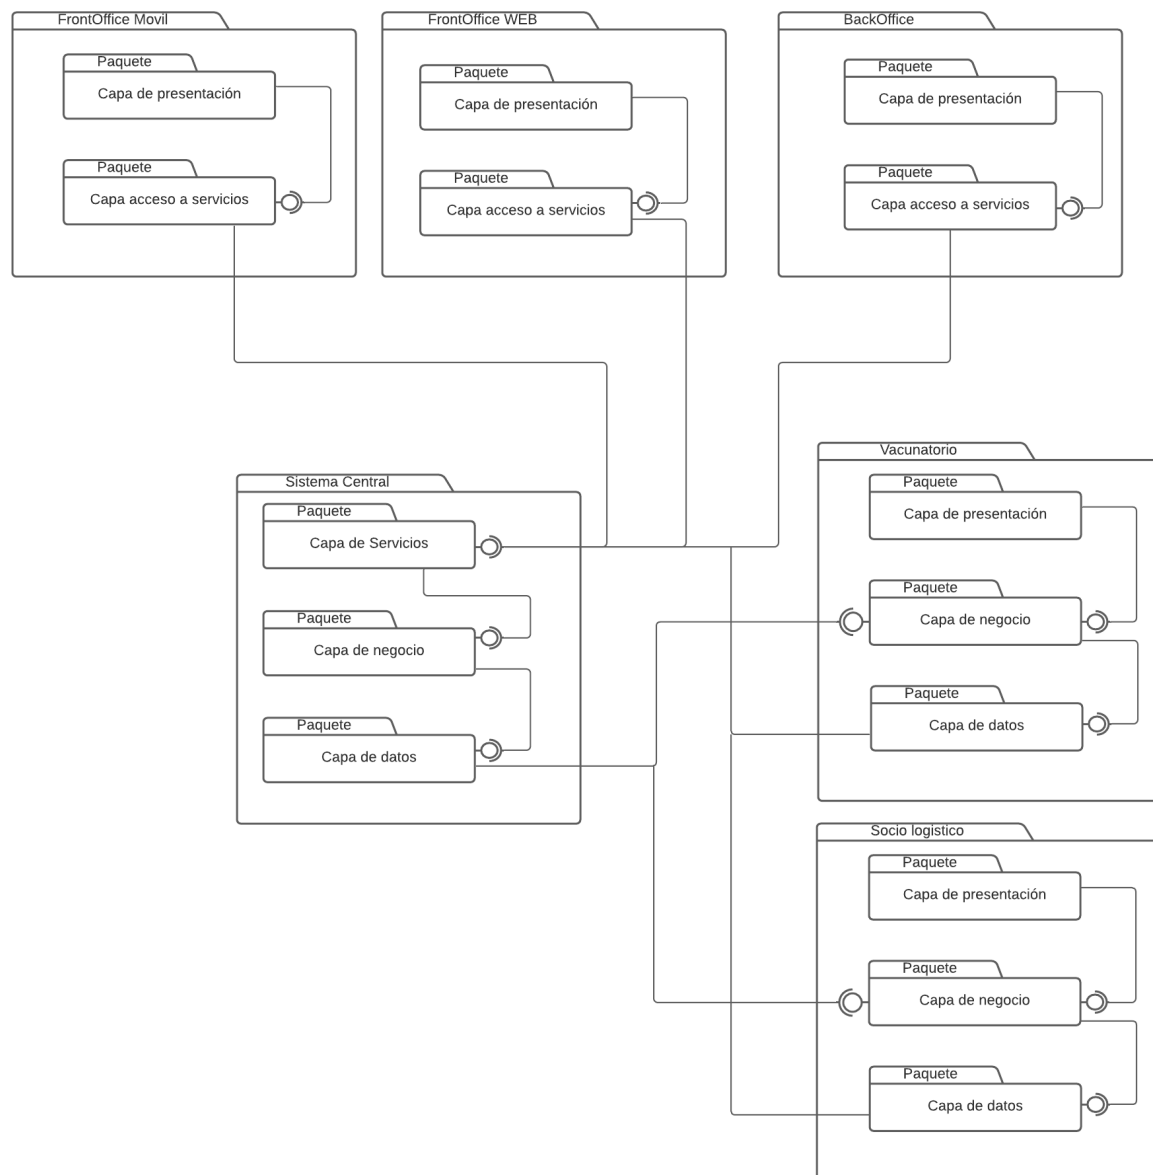 FrontOffice Movil
Paquete
Capa de presentación
Paquete
Capa acceso a servicios
FrontOffice WEB
Paquete
Capa de presentación
Paquete
Capa acceso a servicios
BackOffice
Paquete
Capa de presentación
Paquete
Capa acceso a servicios
Sistema Central
Paquete
Capa de Servicios
Paquete
Capa de negocio
Paquete
Capa de datos
Vacunatorio
Paquete
Capa de presentación
Paquete
Capa de negocio
Paquete
Capa de datos
Socio logistico
Paquete
Capa de presentación
Paquete
Capa de negocio
Paquete
Capa de datos